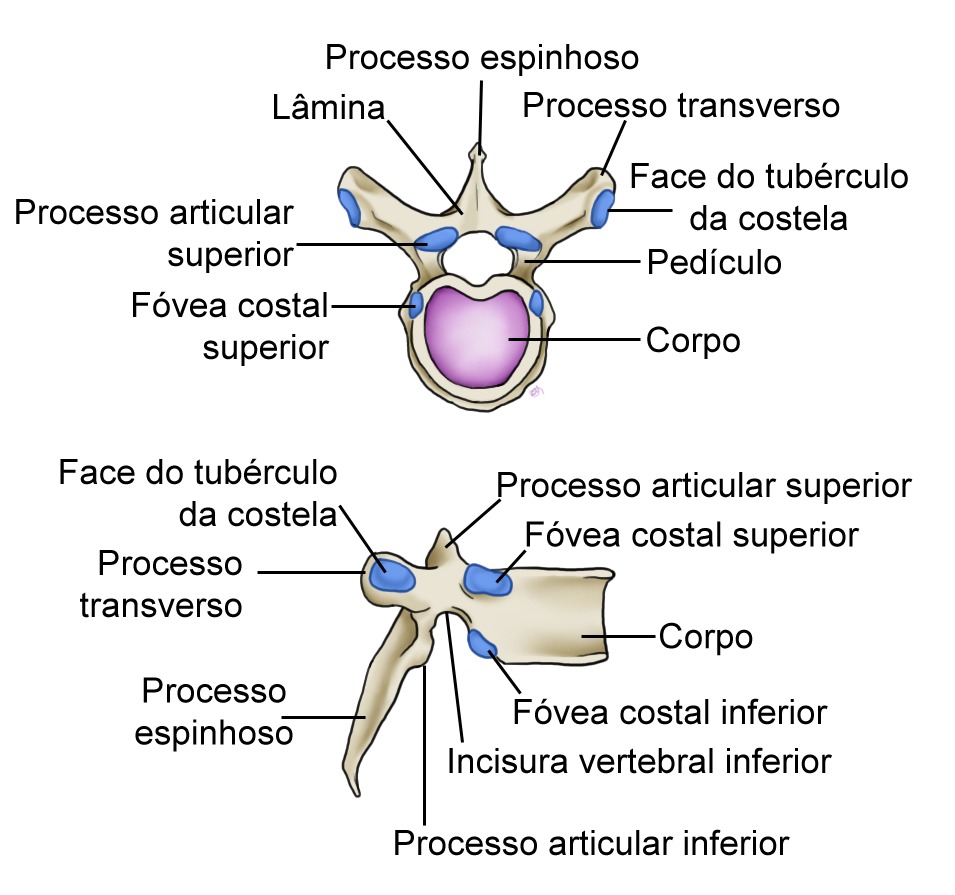 Processo espinhoso
Lâmina
Processo transverso
Face do tubérculo
da costela
Processo articular
superior
Pedículo
Fóvea costal
superior
Corpo
Face do tubérculo
da costela
Processo articular superior
Fóvea costal superior
Processo
transverso
Corpo
Processo
espinhoso
Fóvea costal inferior
Incisura vertebral inferior
Processo articular inferior